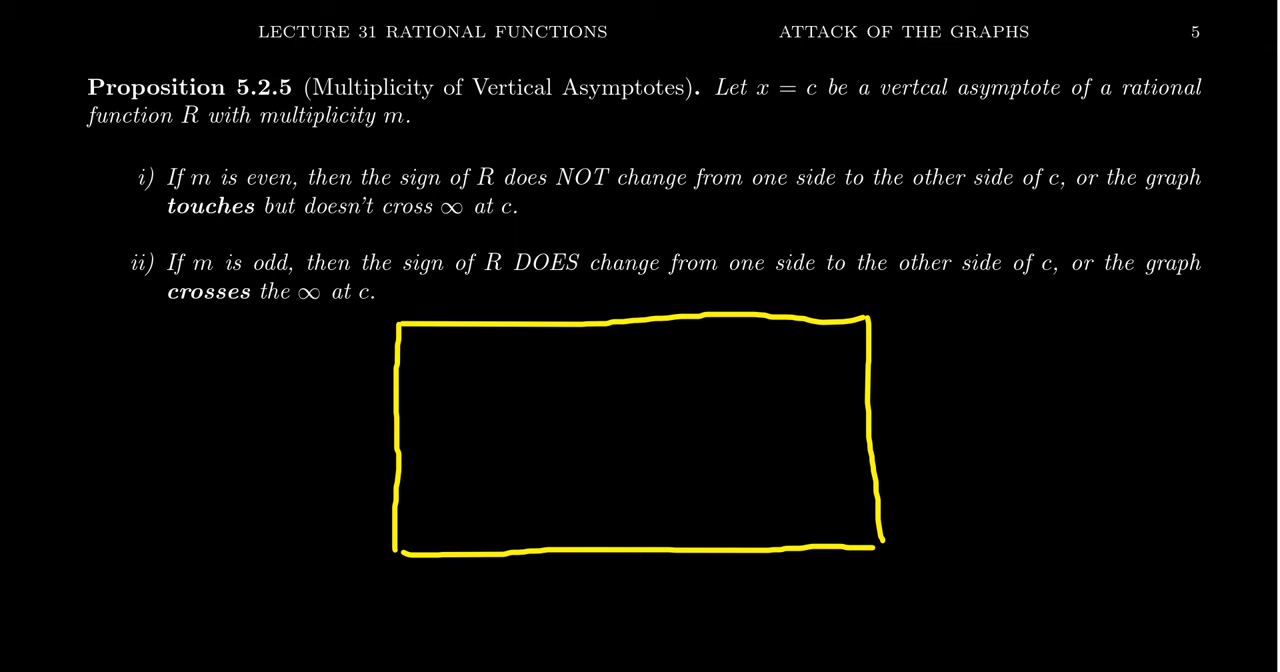 LECTURE 31 RATIONAL FUNCTIONS ATTACK OF THE GRAPHS 5
Proposition 5.2.5 (Multiplicity of Vertical Asymptotes). Let x = c be a vertcal asymptote of a rational
function R with multiplicity m.
i) If m is even, then the sign of R does NOT change from one side to the other side of c, or the graph
touches but doesn't cross ∞ at c.
ii) If m is odd, then the sign of R DOES change from one side to the other side of c, or the graph
crosses the ∞ at c.